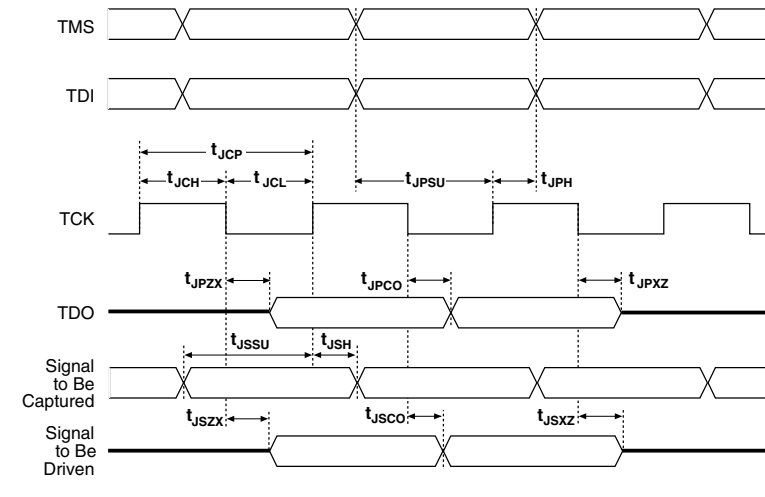 TMS
TDI
tJCP
tJCH
tJCL
tJPSU
tJPH
TCK
tJPZX
tJPCO
tJPXZ
TDO
tJSSU
tJSH
Signal
to Be
Captured
tJSZX
tJSCO
tJSXZ
Signal
to Be
Driven